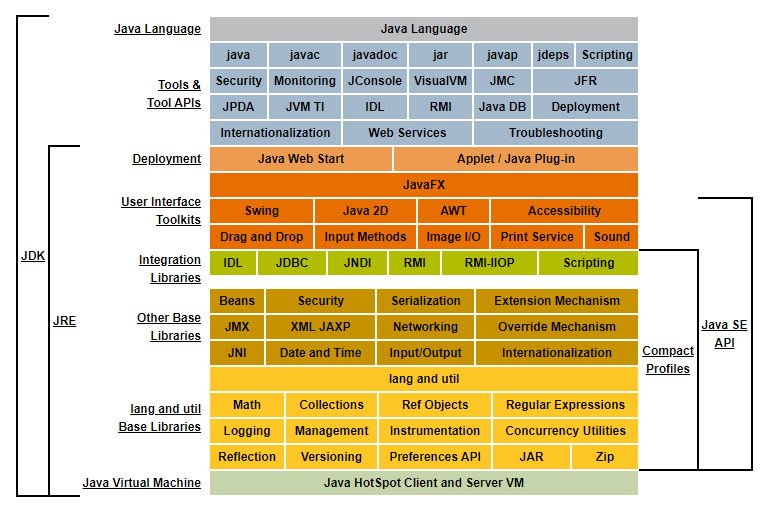 Java Language Java Language
java javac javadoc jar javap jdeps Scripting
Tools & Tool APIs
Security Monitoring JConsole VisualVM JMC JFR
JPDA JVM TI IDL RMI Java DB Deployment
Internationalization Web Services Troubleshooting
Deployment Java Web Start Applet / Java Plug-in
JavaFX
User Interface Toolkits
Swing Java 2D AWT Accessibility
Drag and Drop Input Methods Image I/O Print Service Sound
Integration Libraries
IDL JDBC JNDI RMI RMI-IIOP Scripting
JDK
JRE
Other Base Libraries
Beans Security Serialization Extension Mechanism
JMX XML JAXP Networking Override Mechanism
JNI Date and Time Input/Output Internationalization
Java SE API
Compact Profiles
lang and util
lang and util Base Libraries
Math Collections Ref Objects Regular Expressions
Logging Management Instrumentation Concurrency Utilities
Reflection Versioning Preferences API JAR Zip
Java Virtual Machine Java HotSpot Client and Server VM